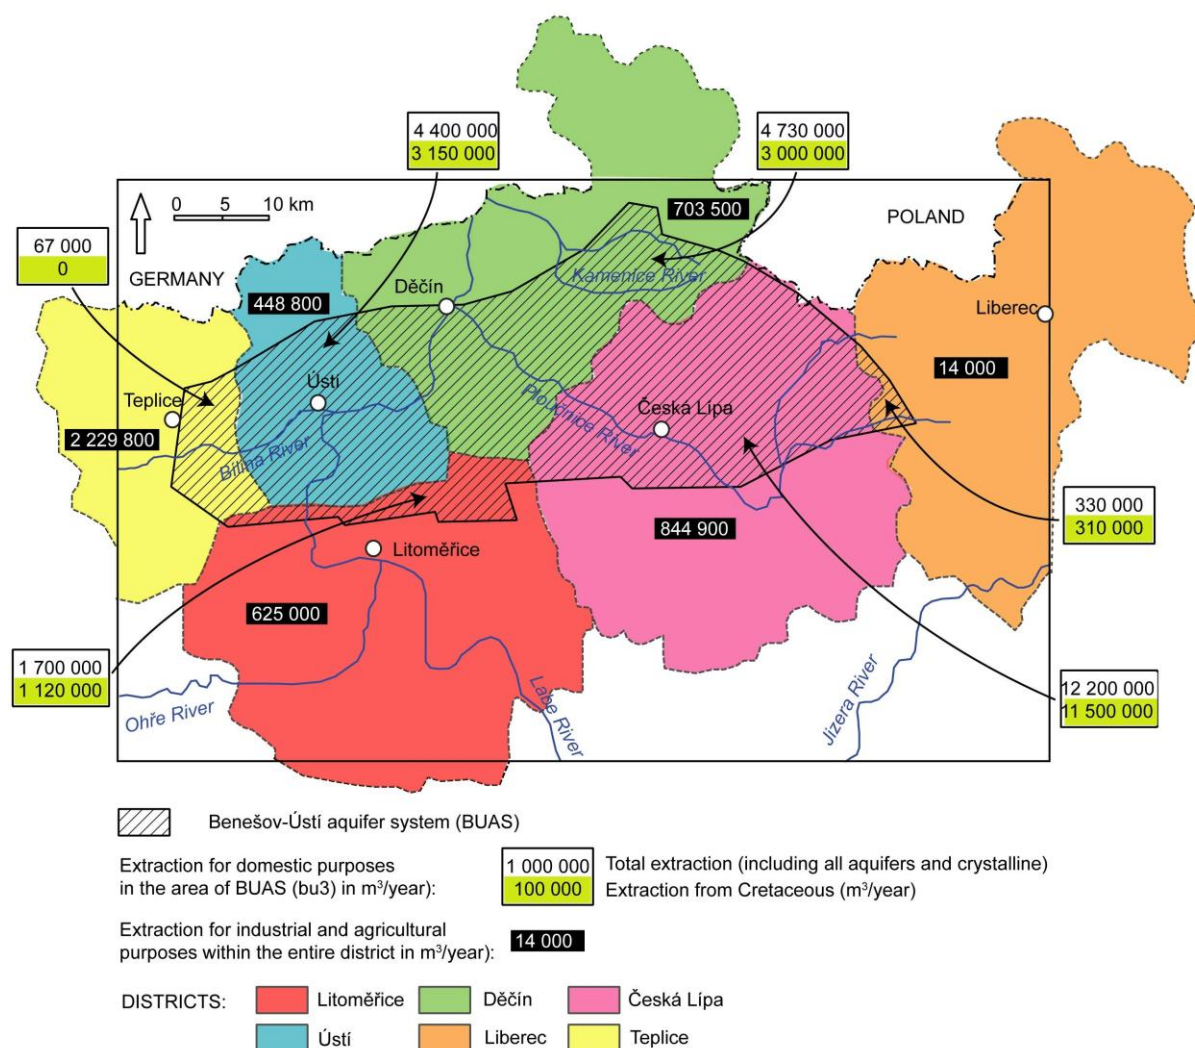 4 400 000
3 150 000
4 730 000
3 000 000
0 5 10 km
703 500
POLAND
67 000
0
GERMANY
448 800
Děčín
Kamenice River
Liberec
Teplice
Ústí
14 000
2 229 800
Bílina River
Ploučnice River
Česká Lípa
330 000
310 000
844 900
Litoměřice
625 000
1 700 000
1 120 000
Ohře River
Labe River
Jizera River
12 200 000
11 500 000
Benešov-Ústí aquifer system (BUAS)
Extraction for domestic purposes
in the area of BUAS (bu3) in m³/year):
1 000 000 Total extraction (including all aquifers and crystalline)
100 000 Extraction from Cretaceous (m³/year)
Extraction for industrial and agricultural
purposes within the entire district in m³/year): 14 000
DISTRICTS: Litoměřice Děčín Česká Lípa
Ústí Liberec Teplice